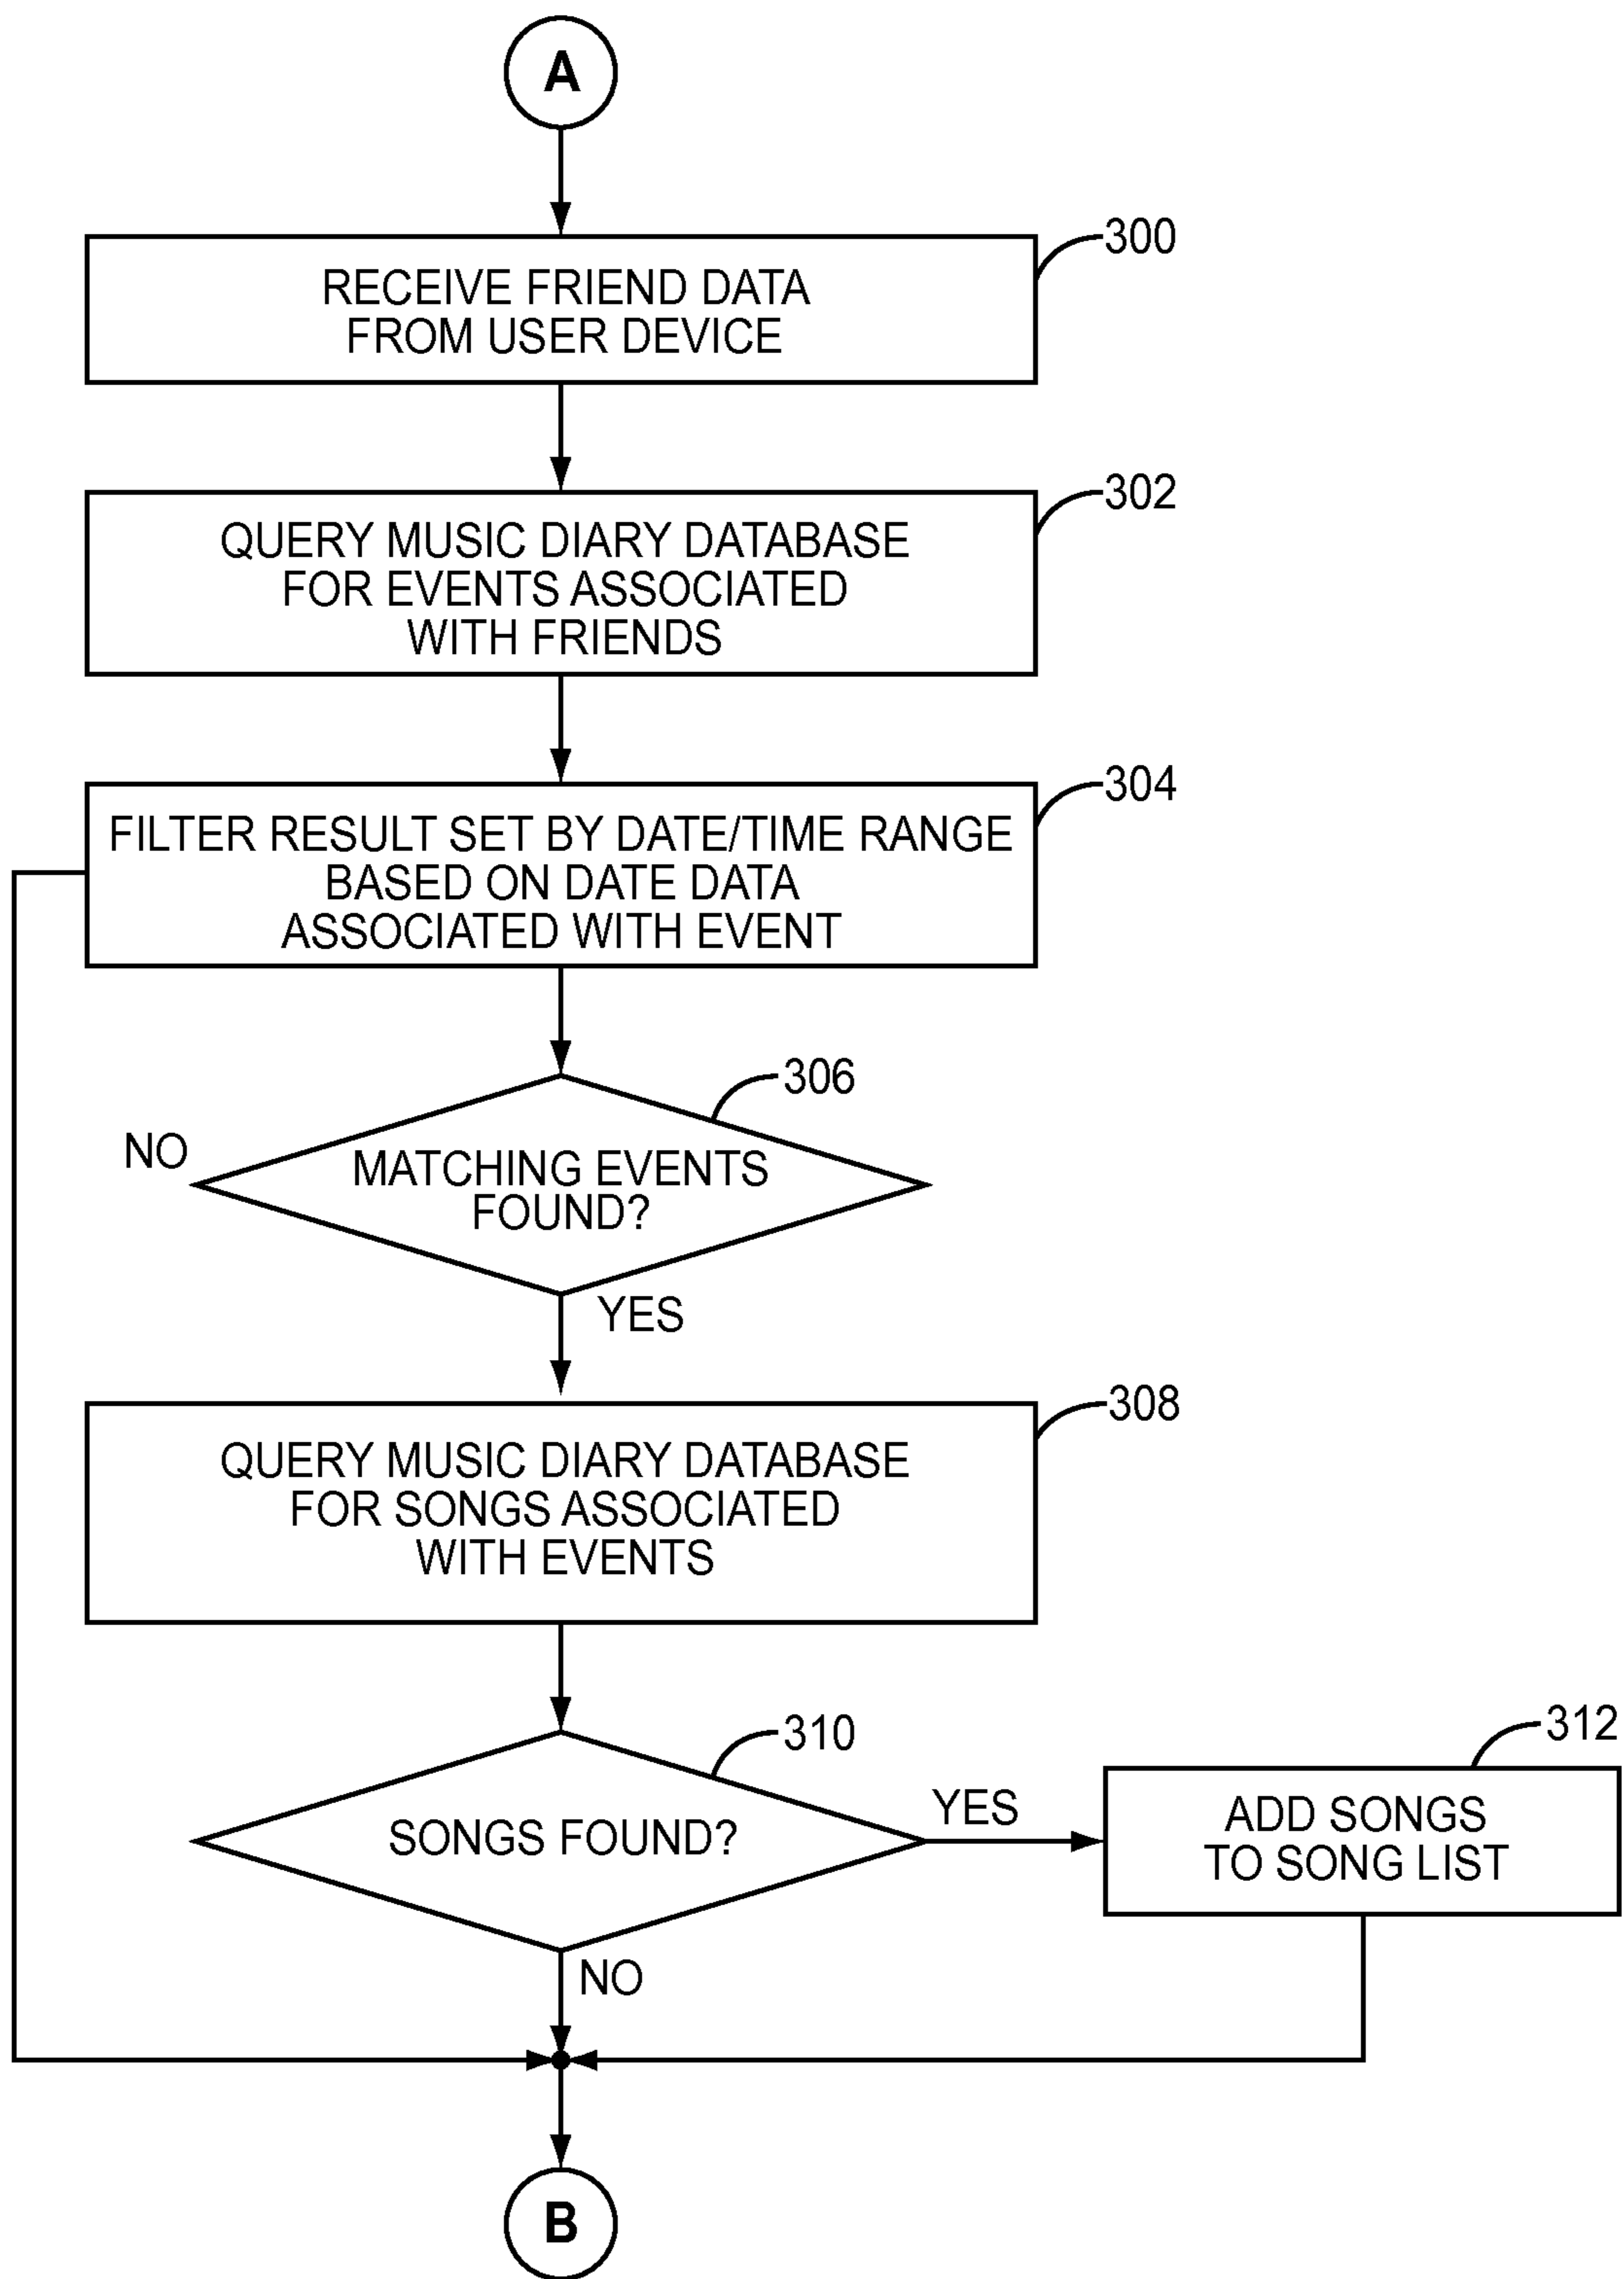 A
300
RECEIVE FRIEND DATA
FROM USER DEVICE
302
QUERY MUSIC DIARY DATABASE
FOR EVENTS ASSOCIATED
WITH FRIENDS
304
FILTER RESULT SET BY DATE/TIME RANGE
BASED ON DATE DATA
ASSOCIATED WITH EVENT
306
NO
MATCHING EVENTS
FOUND?
YES
308
QUERY MUSIC DIARY DATABASE
FOR SONGS ASSOCIATED
WITH EVENTS
310
SONGS FOUND?
YES
312
ADD SONGS
TO SONG LIST
NO
B